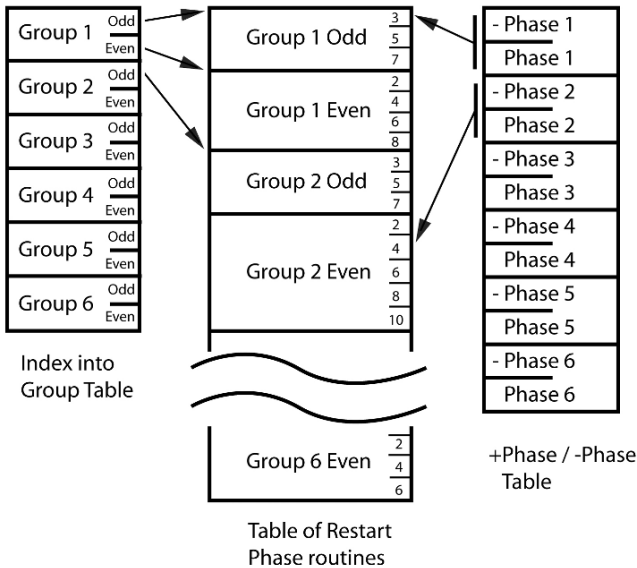 Group 1 Odd
Even
Group 2 Odd
Even
Group 3 Odd
Even
Group 4 Odd
Even
Group 5 Odd
Even
Group 6 Odd
Even
Index into
Group Table
Group 1 Odd
3
5
7
Group 1 Even
2
4
6
8
Group 2 Odd
3
5
7
Group 2 Even
2
4
6
8
10
Group 6 Even
2
4
6
Table of Restart
Phase routines
- Phase 1
Phase 1
- Phase 2
Phase 2
- Phase 3
Phase 3
- Phase 4
Phase 4
- Phase 5
Phase 5
- Phase 6
Phase 6
+Phase / -Phase
Table